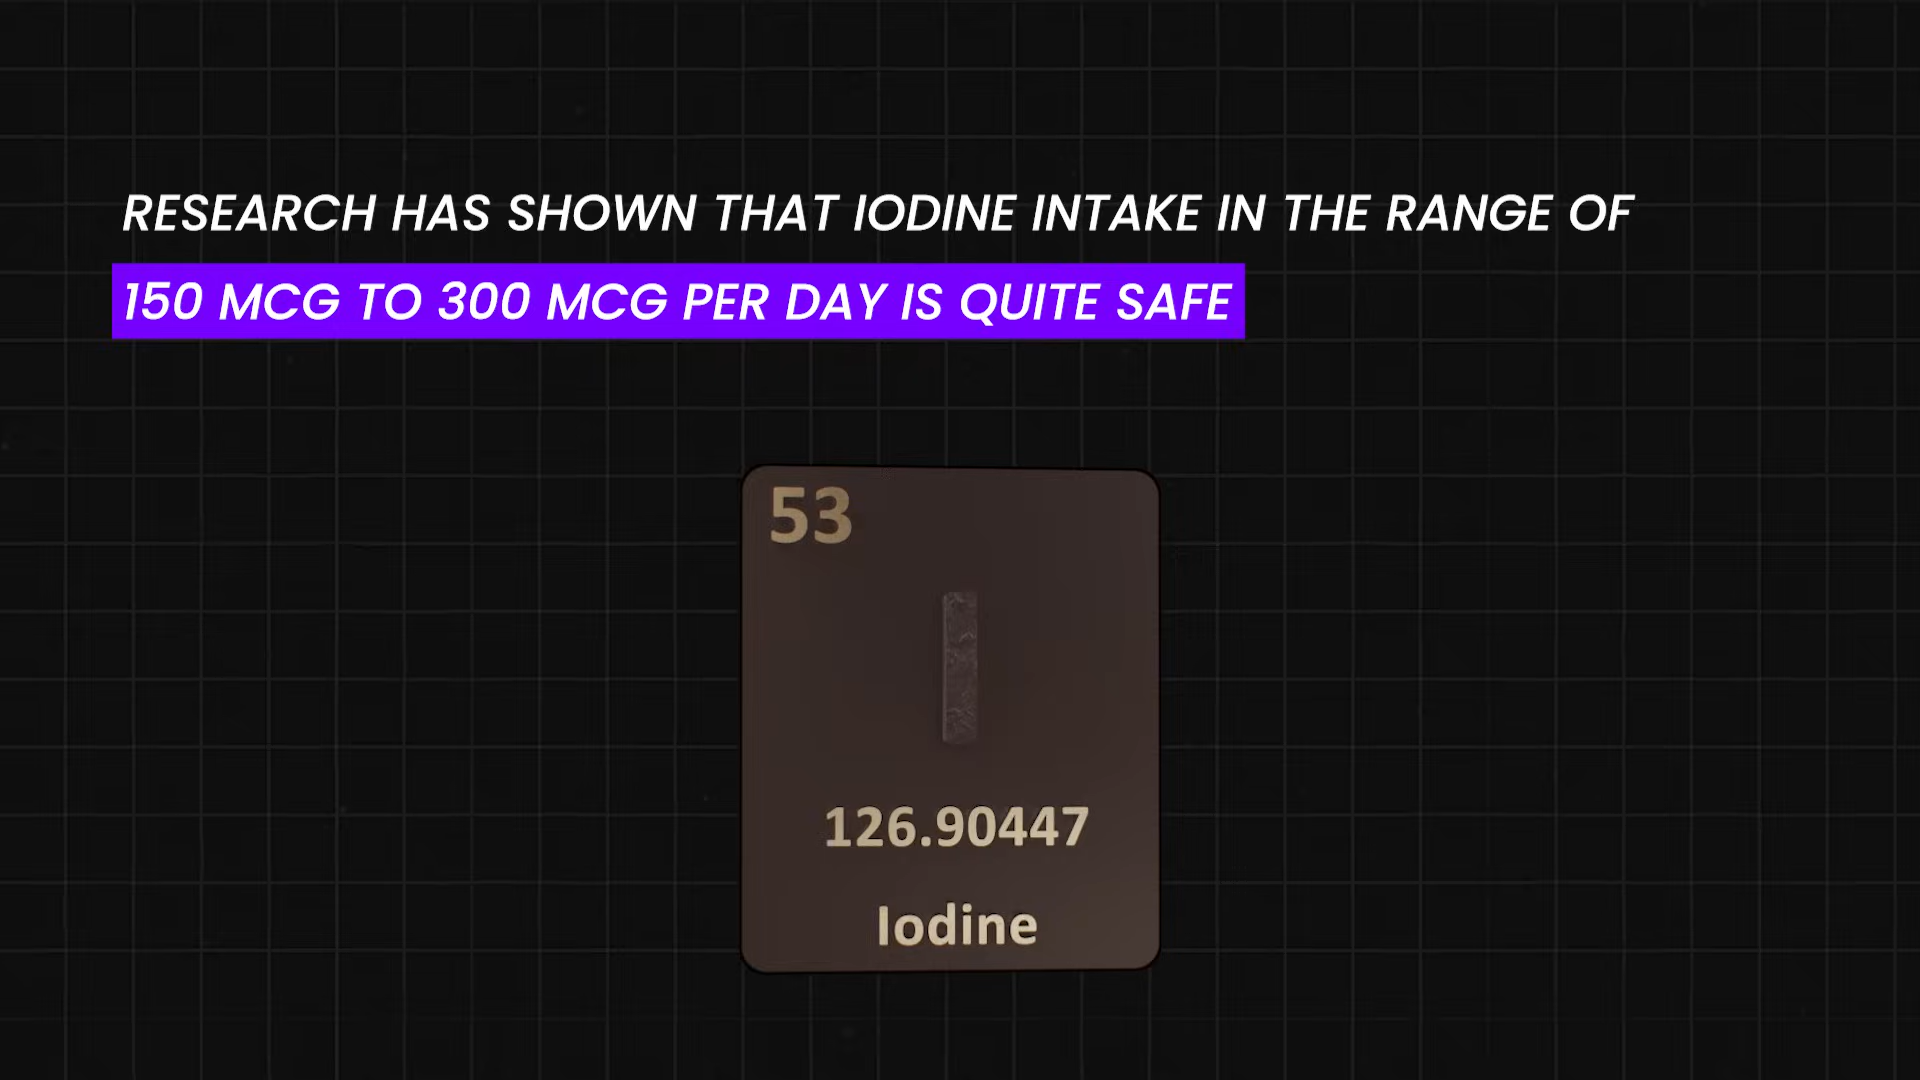 RESEARCH HAS SHOWN THAT IODINE INTAKE IN THE RANGE OF
150 MCG TO 300 MCG PER DAY IS QUITE SAFE
53
I
126.90447
Iodine